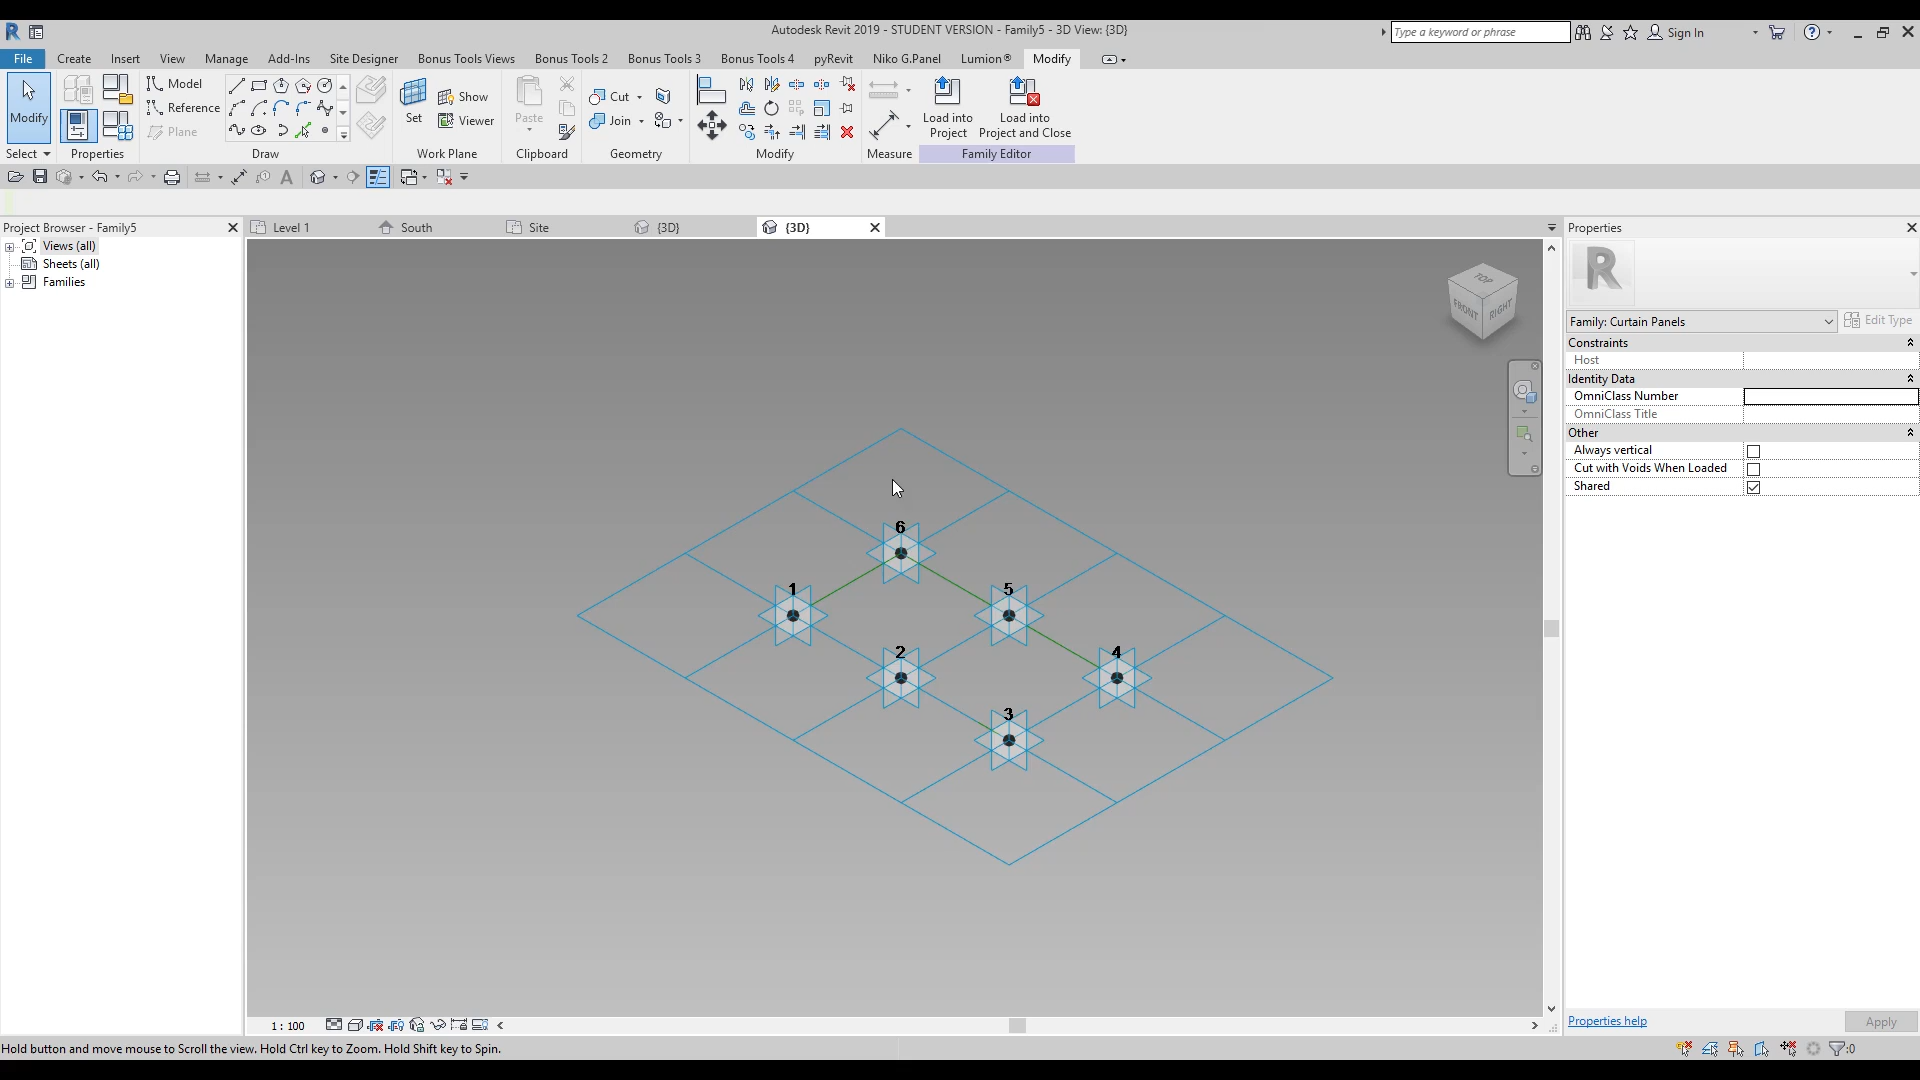 Autodesk Revit 2019 - STUDENT VERSION - Family5 - 3D View: {3D}
Type a keyword or phrase
Sign In
File Create Insert View Manage Add-Ins Site Designer Bonus Tools Views Bonus Tools 2 Bonus Tools 3 Bonus Tools 4 pyRevit Niko G.Panel Lumion® Modify
Modify
Model
Reference
Plane
Set
Show
Viewer
Paste
Cut
Join
Load into
Project
Load into
Project and Close
Select Properties Draw Work Plane Clipboard Geometry Modify Measure Family Editor
Project Browser - Family5
Views (all)
Sheets (all)
Families
Level 1 South Site {3D} {3D}
TOP
FRONT RIGHT
6
1
5
2
4
3
Properties
R
Family: Curtain Panels
Edit Type
Constraints
Host
Identity Data
OmniClass Number
OmniClass Title
Other
Always vertical
Cut with Voids When Loaded
Shared
Properties help
Apply
1 : 100
Hold button and move mouse to Scroll the view. Hold Ctrl key to Zoom. Hold Shift key to Spin.
:0